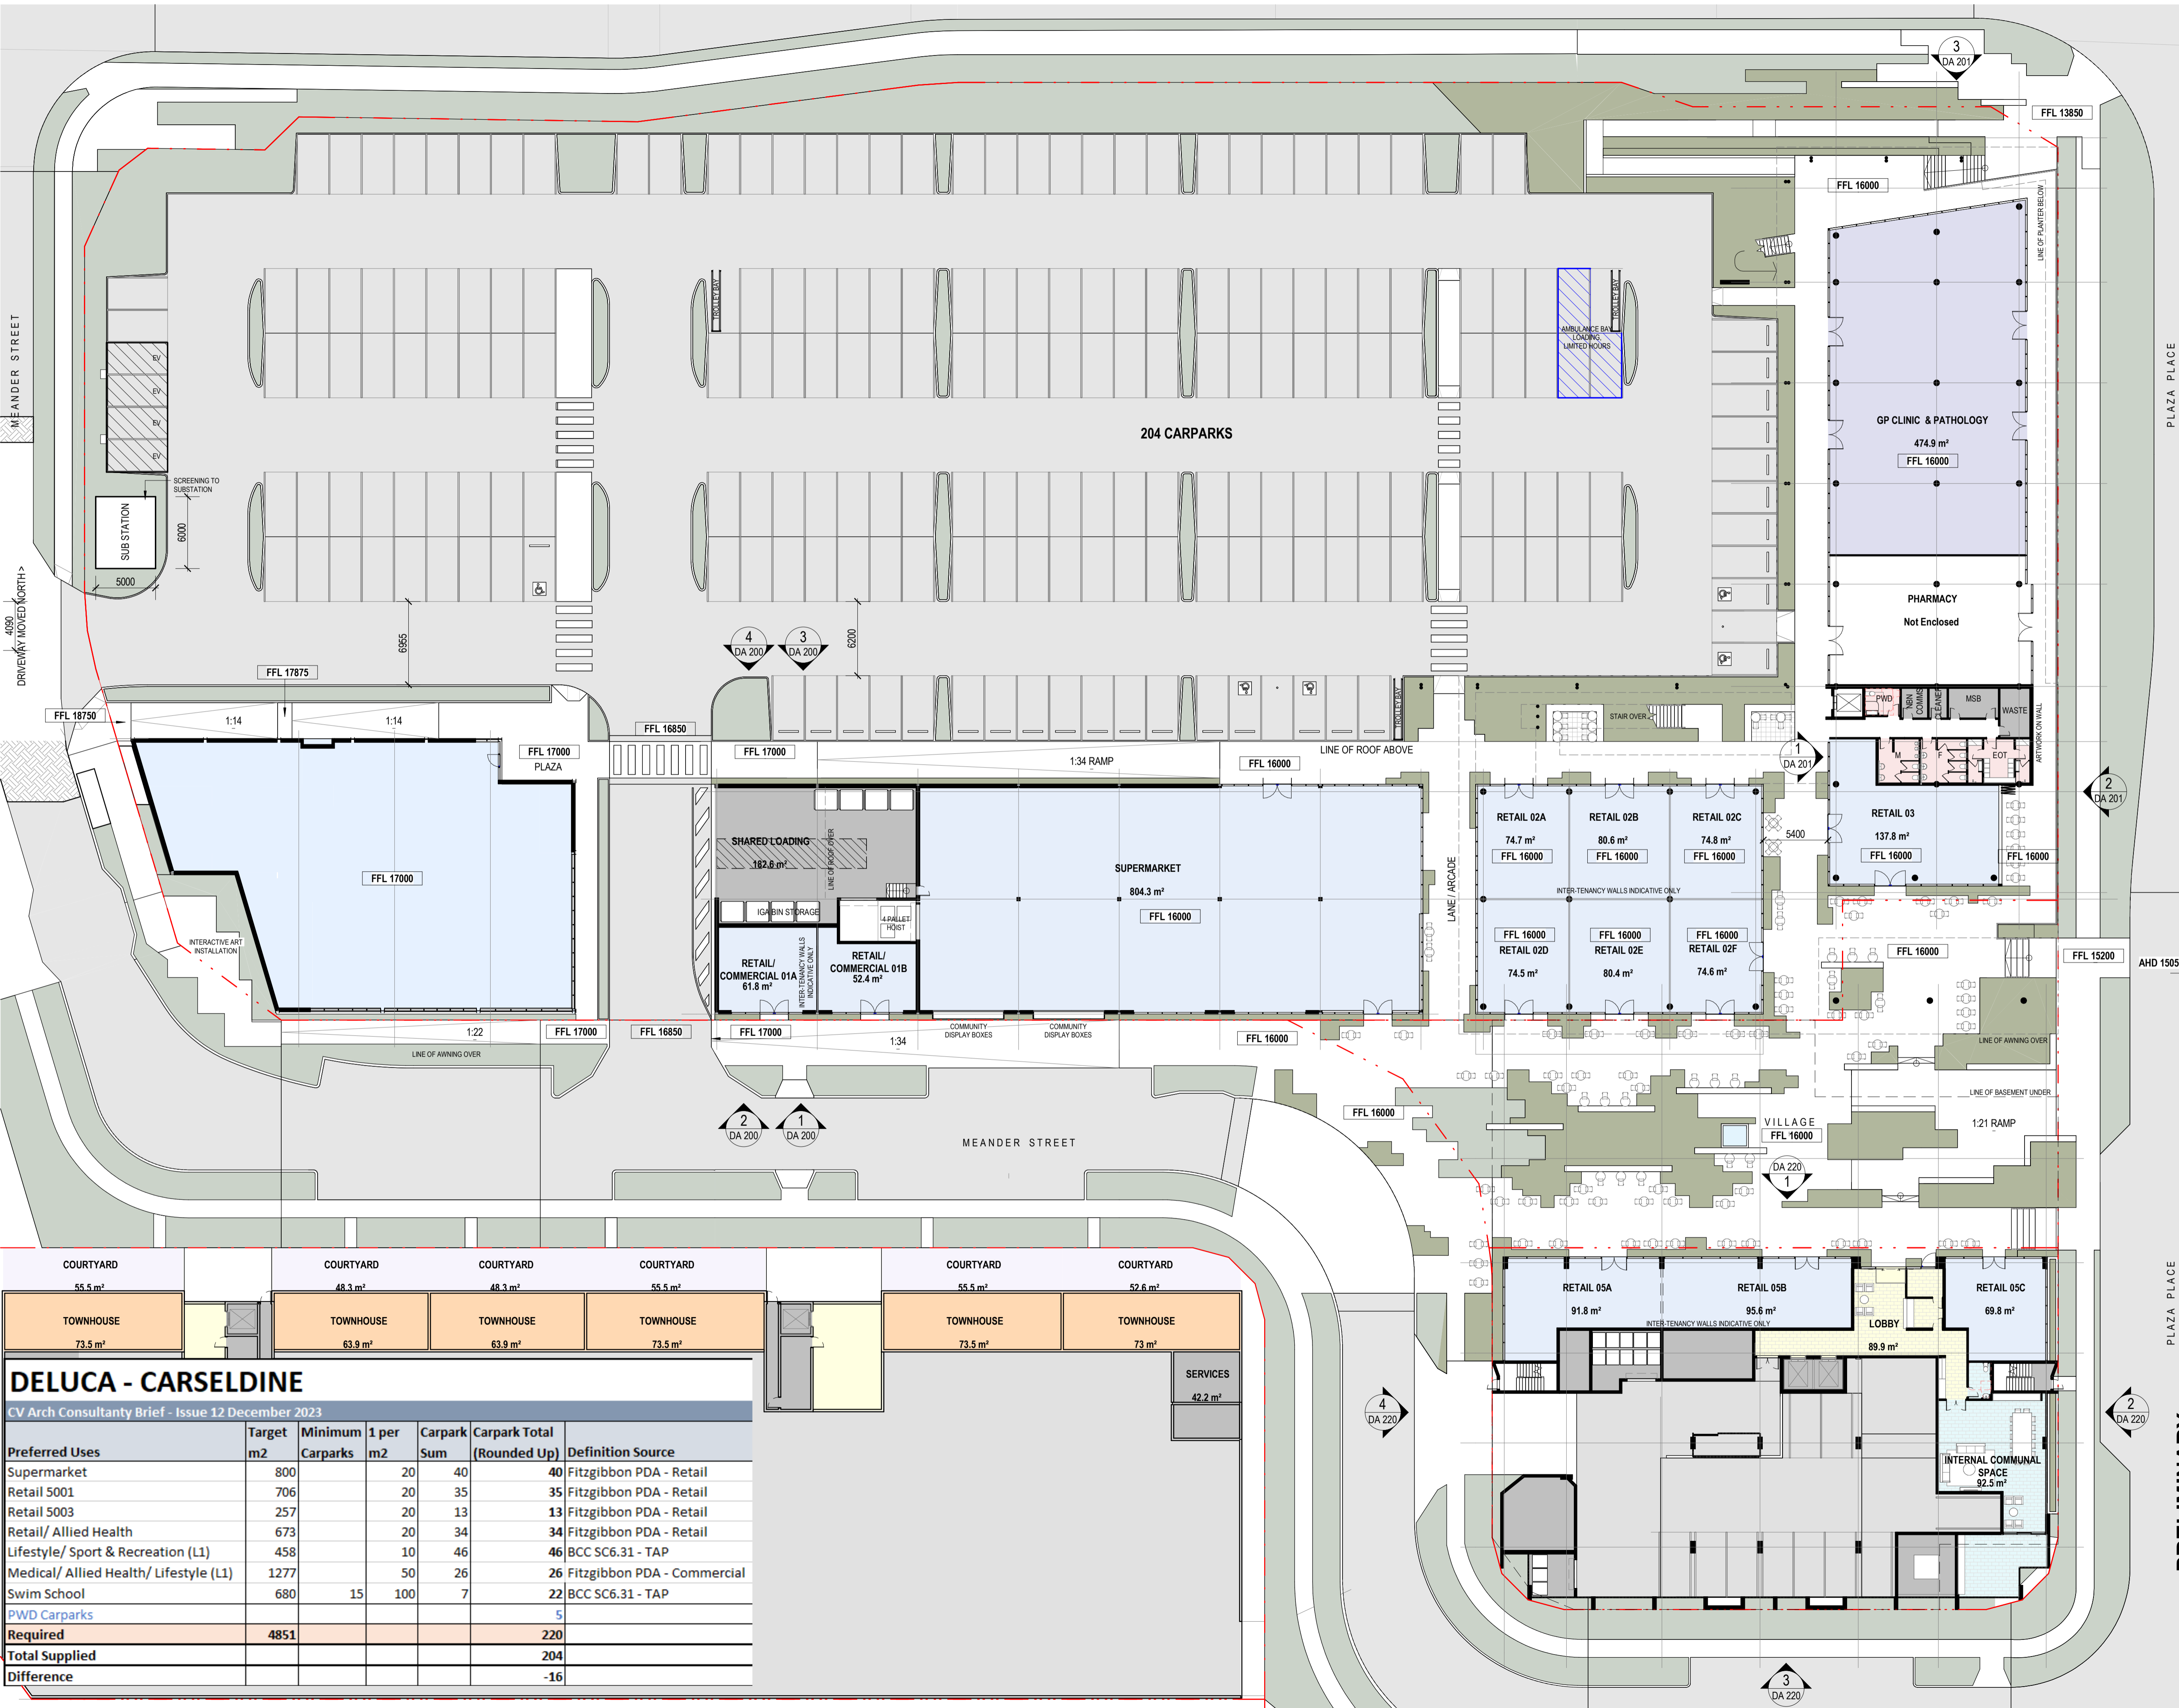 3
DA 201
FFL 13850
FFL 16000
LINE OF PLANTER BELOW
MEANDER STREET
PLAZA PLACE
TROLLEY BAY
TROLLEY BAY
AMBULANCE BAY
LOADING,
LIMITED HOURS
EV
EV
EV
EV
204 CARPARKS
GP CLINIC & PATHOLOGY
474.9 m²
FFL 16000
SCREENING TO
SUBSTATION
SUB STATION
6000
5000
DRIVEWAY MOVED NORTH >
4090
6955
6200
4
DA 200
3
DA 200
PHARMACY
Not Enclosed
FFL 17875
FFL 18750
1:14
1:14
FFL 17000
PLAZA
FFL 16850
FFL 17000
1:34 RAMP
LINE OF ROOF ABOVE
FFL 16000
TROLLEY BAY
STAIR OVER
PWD
NBN
COMMS
CLEANER
MSB
WASTE
M
F
EOT
ARTWORK ON WALL
1
DA 201
2
DA 201
FFL 17000
SHARED LOADING
182.6 m²
LINE OF ROOF OVER
IGA BIN STORAGE
4 PALLET
HOIST
SUPERMARKET
804.3 m²
FFL 16000
LANE / ARCADE
RETAIL 02A
74.7 m²
FFL 16000
RETAIL 02B
80.6 m²
FFL 16000
RETAIL 02C
74.8 m²
FFL 16000
5400
RETAIL 03
137.8 m²
FFL 16000
FFL 16000
INTER-TENANCY WALLS INDICATIVE ONLY
FFL 16000
RETAIL 02D
74.5 m²
FFL 16000
RETAIL 02E
80.4 m²
FFL 16000
RETAIL 02F
74.6 m²
INTERACTIVE ART
INSTALLATION
RETAIL/
COMMERCIAL 01A
61.8 m²
INTER-TENANCY WALLS
INDICATIVE ONLY
RETAIL/
COMMERCIAL 01B
52.4 m²
FFL 16000
FFL 15200
AHD 1505
1:22
FFL 17000
FFL 16850
FFL 17000
COMMUNITY
DISPLAY BOXES
COMMUNITY
DISPLAY BOXES
1:34
FFL 16000
LINE OF AWNING OVER
LINE OF AWNING OVER
LINE OF BASEMENT UNDER
FFL 16000
VILLAGE
FFL 16000
1:21 RAMP
2
DA 200
1
DA 200
MEANDER STREET
DA 220
1
COURTYARD
55.5 m²
COURTYARD
48.3 m²
COURTYARD
48.3 m²
COURTYARD
55.5 m²
COURTYARD
55.5 m²
COURTYARD
52.6 m²
TOWNHOUSE
73.5 m²
TOWNHOUSE
63.9 m²
TOWNHOUSE
63.9 m²
TOWNHOUSE
73.5 m²
TOWNHOUSE
73.5 m²
TOWNHOUSE
73 m²
SERVICES
42.2 m²
RETAIL 05A
91.8 m²
RETAIL 05B
95.6 m²
INTER-TENANCY WALLS INDICATIVE ONLY
LOBBY
89.9 m²
RETAIL 05C
69.8 m²
PLAZA PLACE
4
DA 220
2
DA 220
INTERNAL COMMUNAL
SPACE
92.5 m²
3
DA 220
DELUCA - CARSELDINE
CV Arch Consultanty Brief - Issue 12 December 2023
Preferred Uses Target m2 Minimum Carparks 1 per m2 Carpark Sum Carpark Total (Rounded Up) Definition Source
Supermarket 800 20 40 40 Fitzgibbon PDA - Retail
Retail 5001 706 20 35 35 Fitzgibbon PDA - Retail
Retail 5003 257 20 13 13 Fitzgibbon PDA - Retail
Retail/ Allied Health 673 20 34 34 Fitzgibbon PDA - Retail
Lifestyle/ Sport & Recreation (L1) 458 10 46 46 BCC SC6.31 - TAP
Medical/ Allied Health/ Lifestyle (L1) 1277 50 26 26 Fitzgibbon PDA - Commercial
Swim School 680 15 100 7 22 BCC SC6.31 - TAP
PWD Carparks 5
Required 4851 220
Total Supplied 204
Difference -16